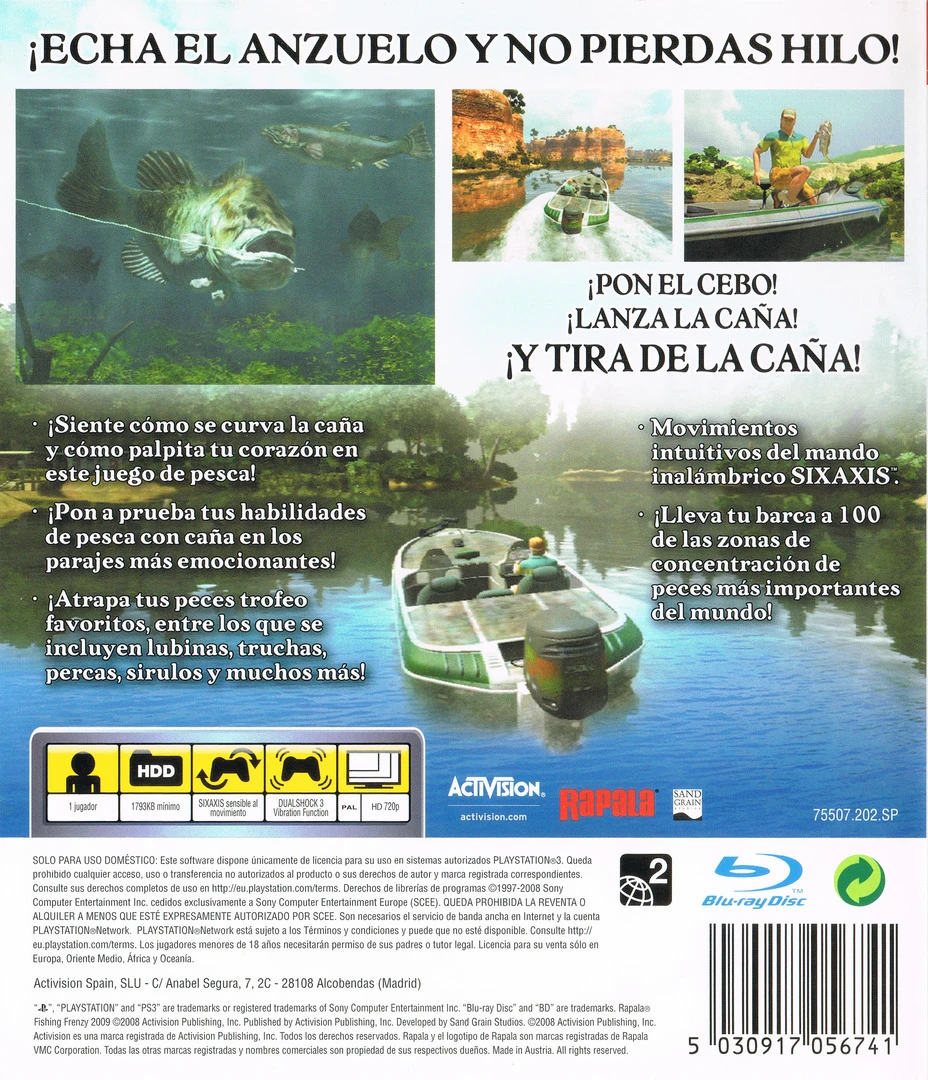 ¡ECHA EL ANZUELO Y NO PIERDAS HILO!
¡PON EL CEBO!
¡LANZA LA CAÑA!
¡Y TIRA DE LA CAÑA!
· ¡Siente cómo se curva la caña
y cómo palpita tu corazón en
este juego de pesca!
· ¡Pon a prueba tus habilidades
de pesca con caña en los
parajes más emocionantes!
· ¡Atrapa tus peces trofeo
favoritos, entre los que se
incluyen lubinas, truchas,
percas, sirulos y muchos más!
· Movimientos
intuitivos del mando
inalámbrico SIXAXIS™.
· ¡Lleva tu barca a 100
de las zonas de
concentración de
peces más importantes
del mundo!
HDD
1 jugador
1793KB mínimo
SIXAXIS sensible al
movimiento
DUALSHOCK 3
Vibration Function
PAL
HD 720p
ACTIVISION®
activision.com
RAPALA®
SAND
GRAIN
STUDIOS
75507.202.SP
SOLO PARA USO DOMÉSTICO: Este software dispone únicamente de licencia para su uso en sistemas autorizados PLAYSTATION®3. Queda
prohibido cualquier acceso, uso o transferencia no autorizados al producto o sus derechos de autor y marca registrada correspondientes.
Consulte sus derechos completos de uso en http://eu.playstation.com/terms. Derechos de librerías de programas ©1997-2008 Sony
Computer Entertainment Inc. cedidos exclusivamente a Sony Computer Entertainment Europe (SCEE). QUEDA PROHIBIDA LA REVENTA O
ALQUILER A MENOS QUE ESTÉ EXPRESAMENTE AUTORIZADO POR SCEE. Son necesarios el servicio de banda ancha en Internet y la cuenta
PLAYSTATION®Network. PLAYSTATION®Network está sujeto a los Términos y condiciones y puede que no esté disponible. Consulte http://
eu.playstation.com/terms. Los jugadores menores de 18 años necesitarán permiso de sus padres o tutor legal. Licencia para su venta sólo en
Europa, Oriente Medio, África y Oceanía.
2
Blu-ray Disc™
Activision Spain, SLU - C/ Anabel Segura, 7, 2C - 28108 Alcobendas (Madrid)
"", "PLAYSTATION" and "PS3" are trademarks or registered trademarks of Sony Computer Entertainment Inc. "Blu-ray Disc" and "BD" are trademarks. Rapala®
Fishing Frenzy 2009 ©2008 Activision Publishing, Inc. Published by Activision Publishing, Inc. Developed by Sand Grain Studios. ©2008 Activision Publishing, Inc.
Activision es una marca registrada de Activision Publishing, Inc. Todos los derechos reservados. Rapala y el logotipo de Rapala son marcas registradas de Rapala
VMC Corporation. Todas las otras marcas registradas y nombres comerciales son propiedad de sus respectivos dueños. Made in Austria. All rights reserved.
5 030917 056741